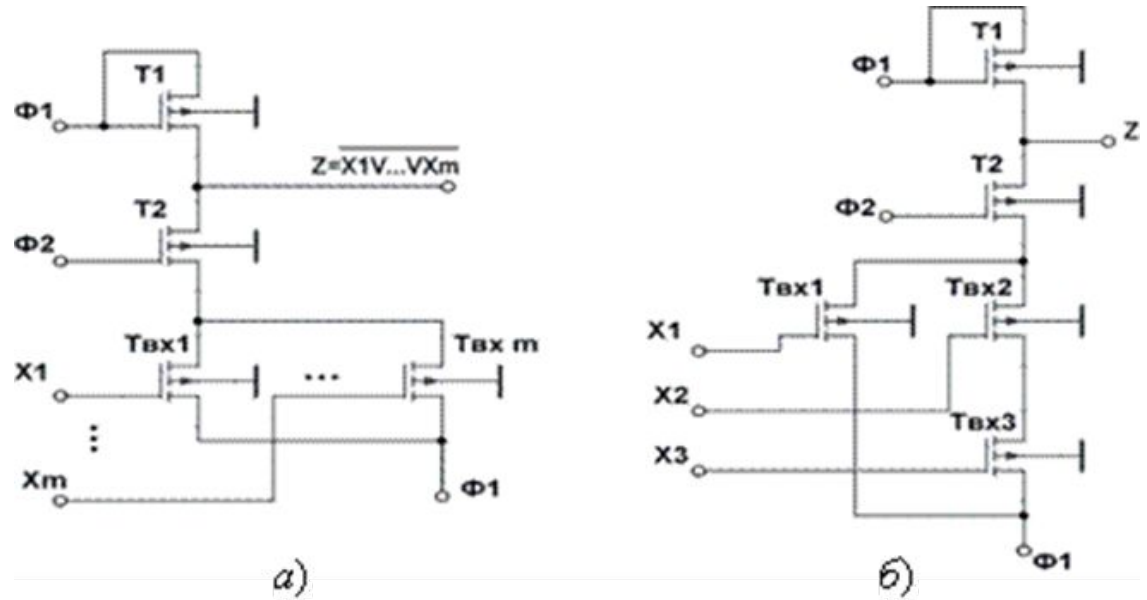 T1
Ф1
Z=X1V...VXm
T2
Ф2
Tвх1
Tвх m
X1
...
Xm
Ф1
а)
T1
Ф1
Z
T2
Ф2
Tвх1
Tвх2
X1
X2
Tвх3
X3
Ф1
б)